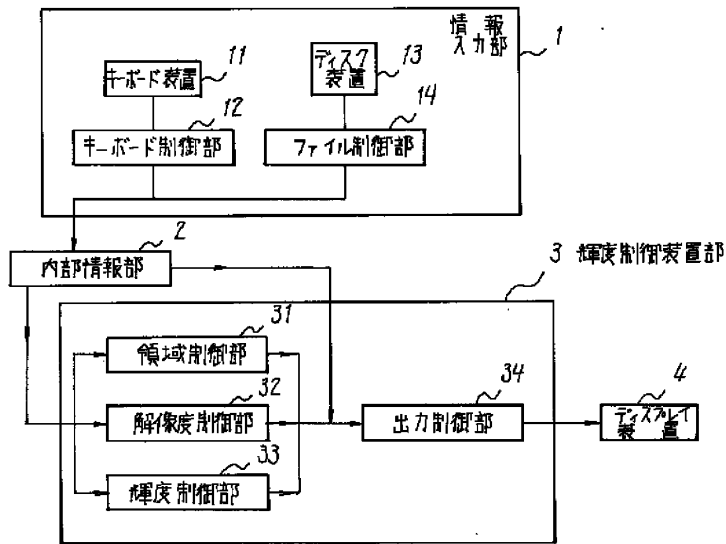 情報
入力部
1
キーボード装置
11
ディスク
装置
13
キーボード制御部
12
ファイル制御部
14
内部情報部
2
3 輝度制御装置部
領域制御部
31
解像度制御部
32
輝度制御部
33
出力制御部
34
ディスプレイ
装置
4